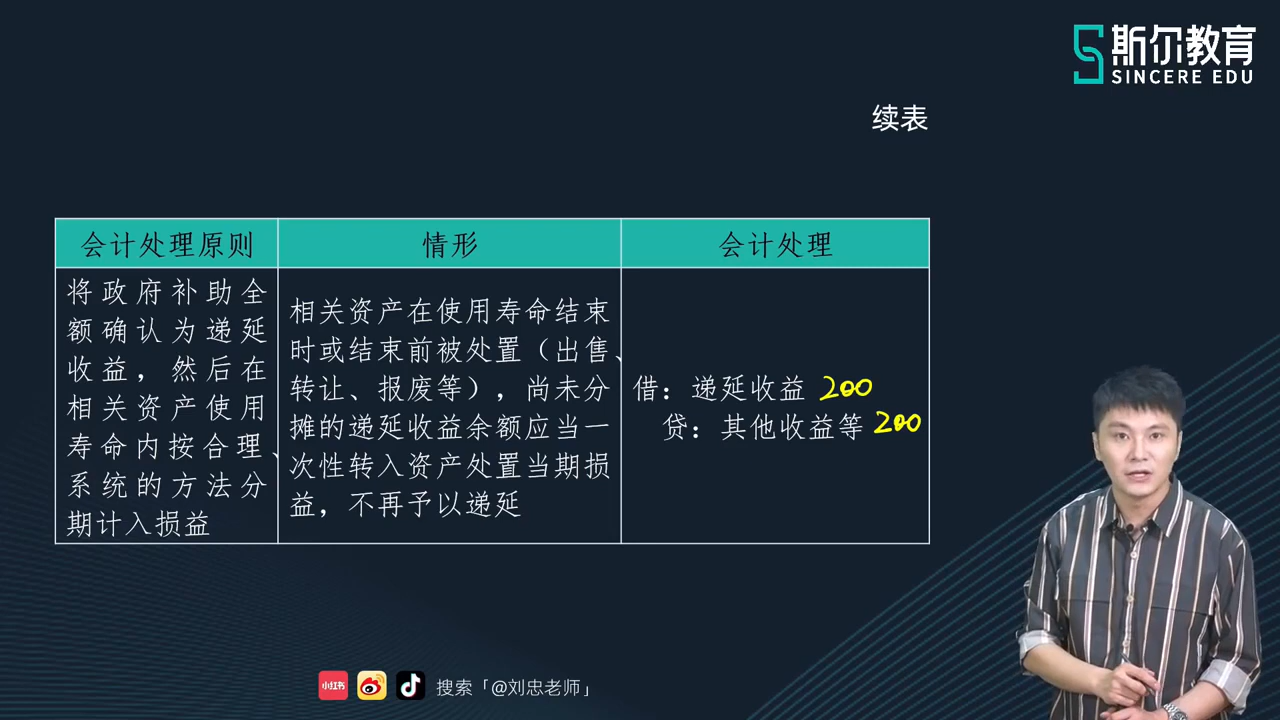 斯尔教育
SINCERE EDU
续表
会计处理原则
情形
会计处理
将政府补助全
额确认为递延
收益，然后在
相关资产使用
寿命内按合理、
系统的方法分
期计入损益
相关资产在使用寿命结束
时或结束前被处置（出售、
转让、报废等），尚未分
摊的递延收益余额应当一
次性转入资产处置当期损
益，不再予以递延
借：递延收益 200
贷：其他收益等 200
小红书
搜索「@刘忠老师」